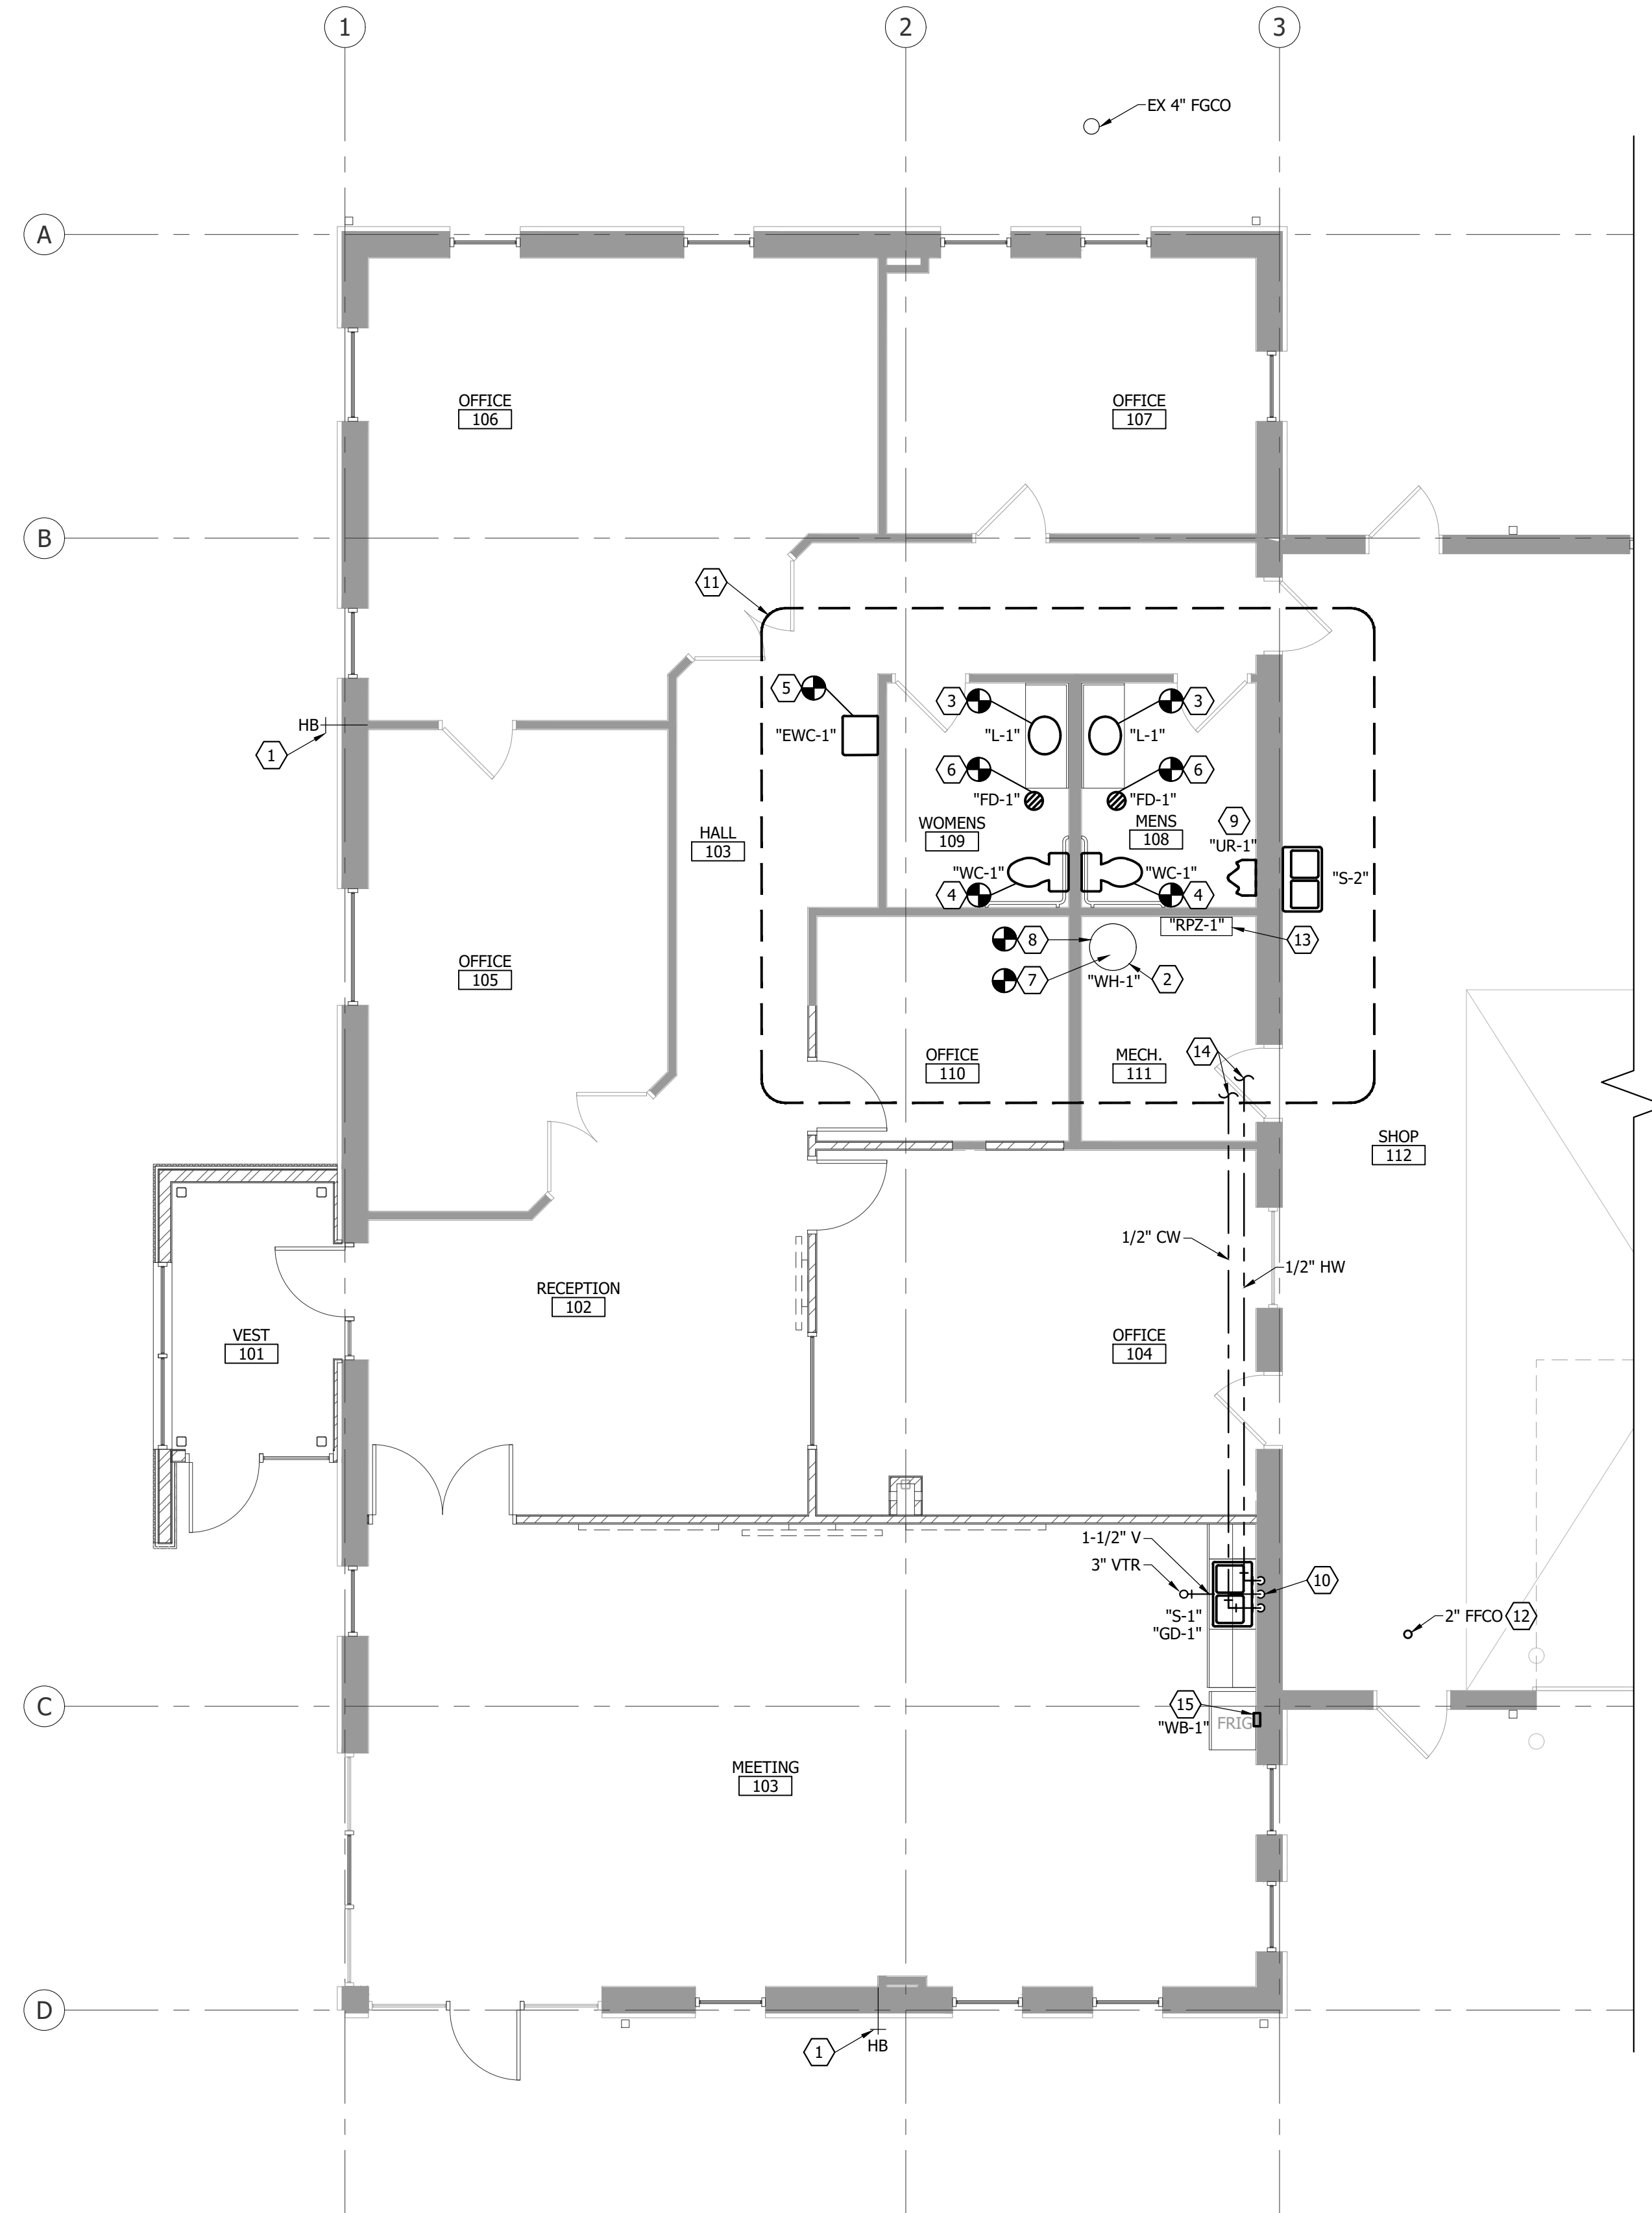 1
2
3
EX 4" FGCO
A
OFFICE
106
OFFICE
107
B
11
5
3
3
HB
1
"EWC-1"
"L-1"
"L-1"
6
6
"FD-1"
"FD-1"
HALL
103
WOMENS
109
MENS
108
9
"UR-1"
"WC-1"
"WC-1"
"S-2"
4
4
"RPZ-1"
8
13
7
"WH-1"
2
OFFICE
105
OFFICE
110
MECH.
111
14
SHOP
112
1/2" CW
1/2" HW
RECEPTION
102
VEST
101
OFFICE
104
1-1/2" V
3" VTR
10
"S-1"
"GD-1"
2" FFCO
12
C
15
"WB-1"
FRIG
MEETING
103
D
1
HB